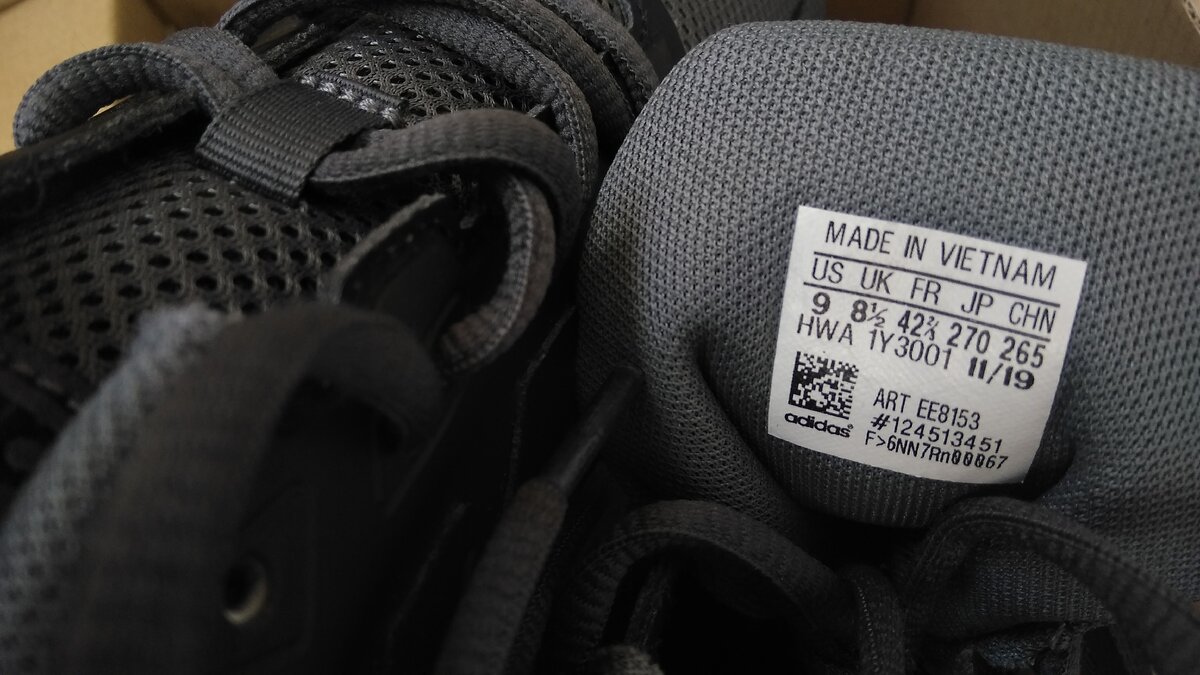 MADE IN VIETNAM
US UK FR JP CHN
9 8½ 42⅔ 270 265
HWA 1Y3001 11/19
ART EE8153
#124513451
F>6NN7Rn00067
adidas